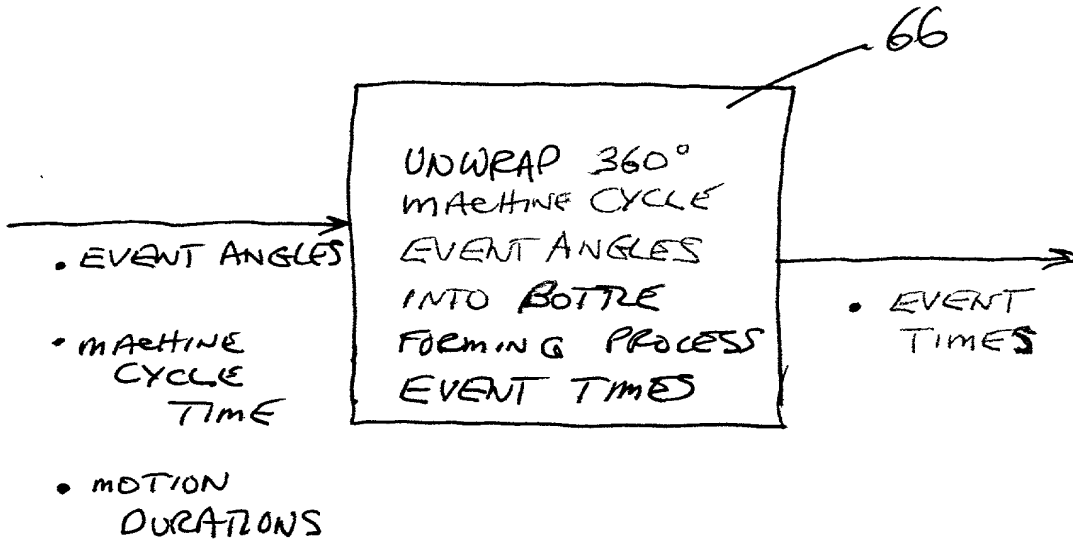 66
UNWRAP 360°
MACHINE CYCLE
EVENT ANGLES
INTO BOTTLE
FORMING PROCESS
EVENT TIMES
• EVENT ANGLES
• MACHINE
CYCLE
TIME
• MOTION
DURATIONS
• EVENT
TIMES